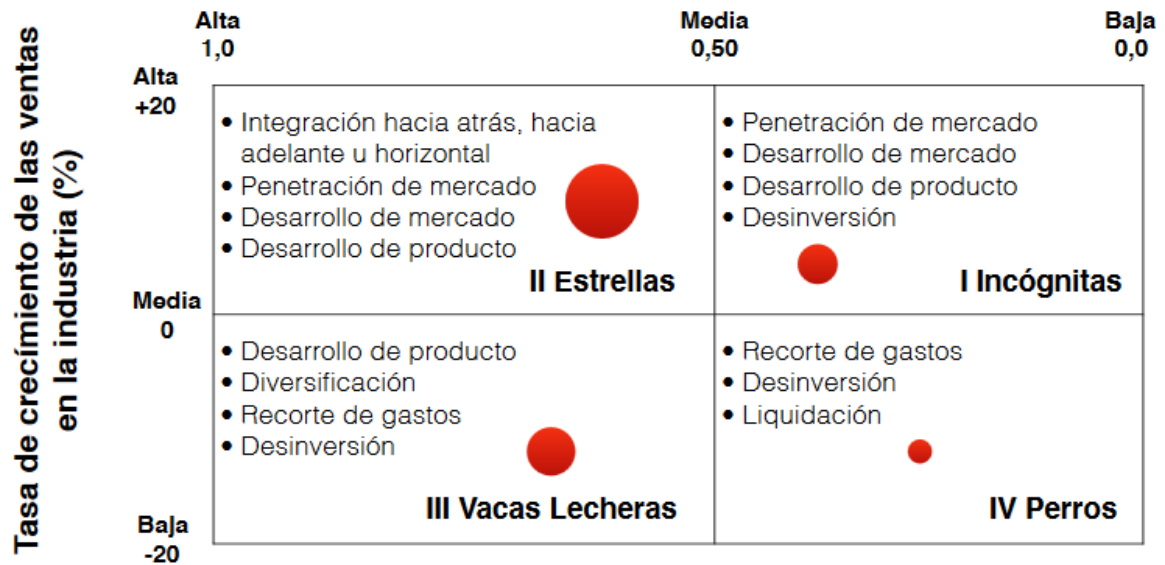 Alta
1,0
Media
0,50
Baja
0,0
Tasa de crecímiento de las ventas
en la industria (%)
Alta
+20
• Integración hacia atrás, hacia
adelante u horizontal
• Penetración de mercado
• Desarrollo de mercado
• Desarrollo de producto
II Estrellas
• Penetración de mercado
• Desarrollo de mercado
• Desarrollo de producto
• Desinversión
I Incógnitas
Media
0
• Desarrollo de producto
• Diversificación
• Recorte de gastos
• Desinversión
III Vacas Lecheras
• Recorte de gastos
• Desinversión
• Liquidación
IV Perros
Baja
-20